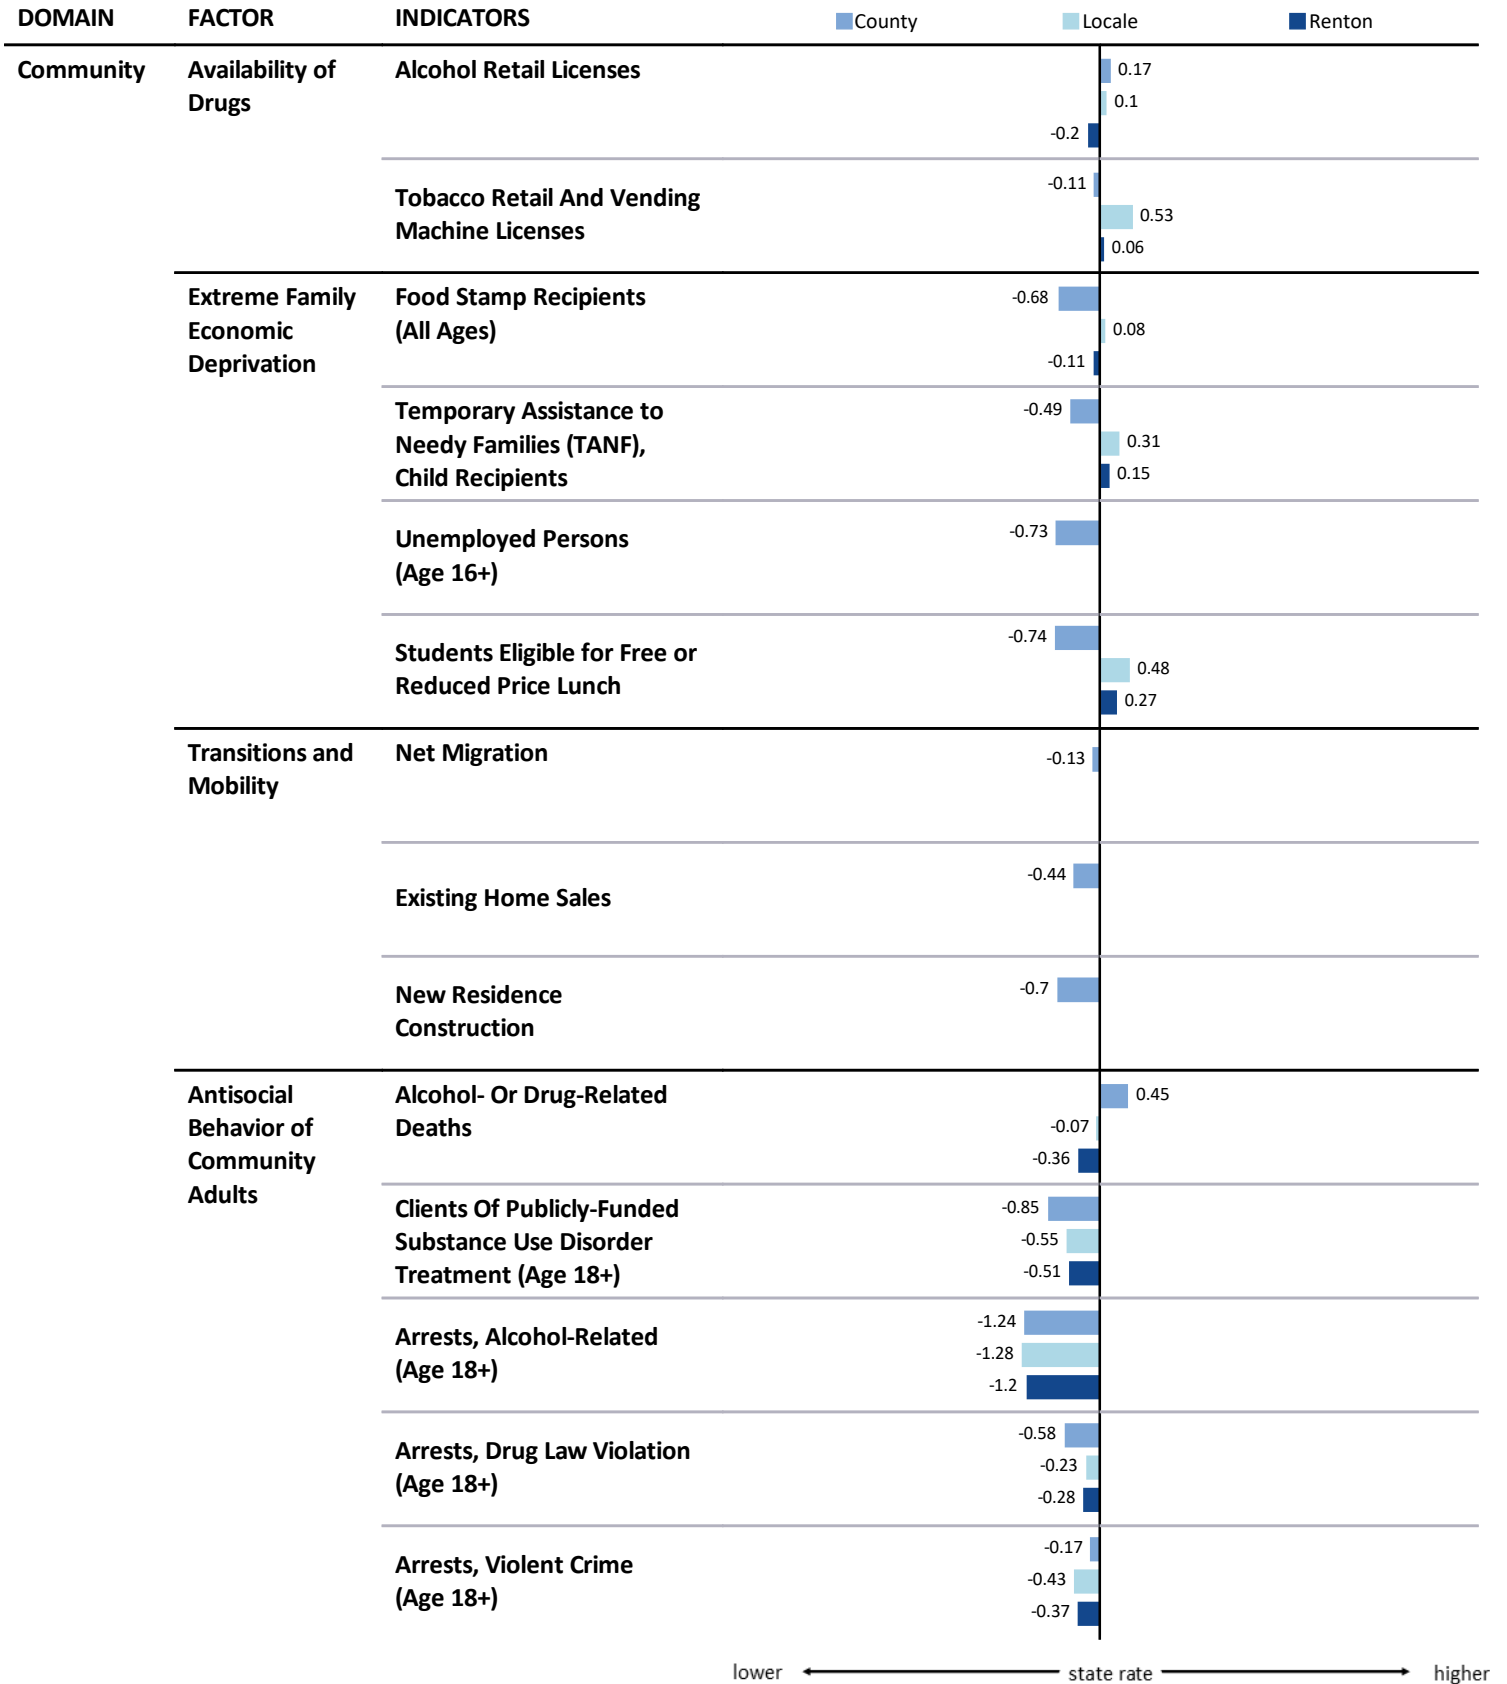 DOMAIN FACTOR INDICATORS County Locale Renton
Community Availability of Drugs Alcohol Retail Licenses
0.17
0.1
-0.2
Tobacco Retail And Vending
Machine Licenses
-0.11
0.53
0.06
Extreme Family
Economic
Deprivation
Food Stamp Recipients
(All Ages)
-0.68
0.08
-0.11
Temporary Assistance to
Needy Families (TANF),
Child Recipients
-0.49
0.31
0.15
Unemployed Persons
(Age 16+)
-0.73
Students Eligible for Free or
Reduced Price Lunch
-0.74
0.48
0.27
Transitions and
Mobility
Net Migration
-0.13
Existing Home Sales
-0.44
New Residence
Construction
-0.7
Antisocial
Behavior of
Community
Adults
Alcohol- Or Drug-Related
Deaths
0.45
-0.07
-0.36
Clients Of Publicly-Funded
Substance Use Disorder
Treatment (Age 18+)
-0.85
-0.55
-0.51
Arrests, Alcohol-Related
(Age 18+)
-1.24
-1.28
-1.2
Arrests, Drug Law Violation
(Age 18+)
-0.58
-0.23
-0.28
Arrests, Violent Crime
(Age 18+)
-0.17
-0.43
-0.37
lower state rate higher